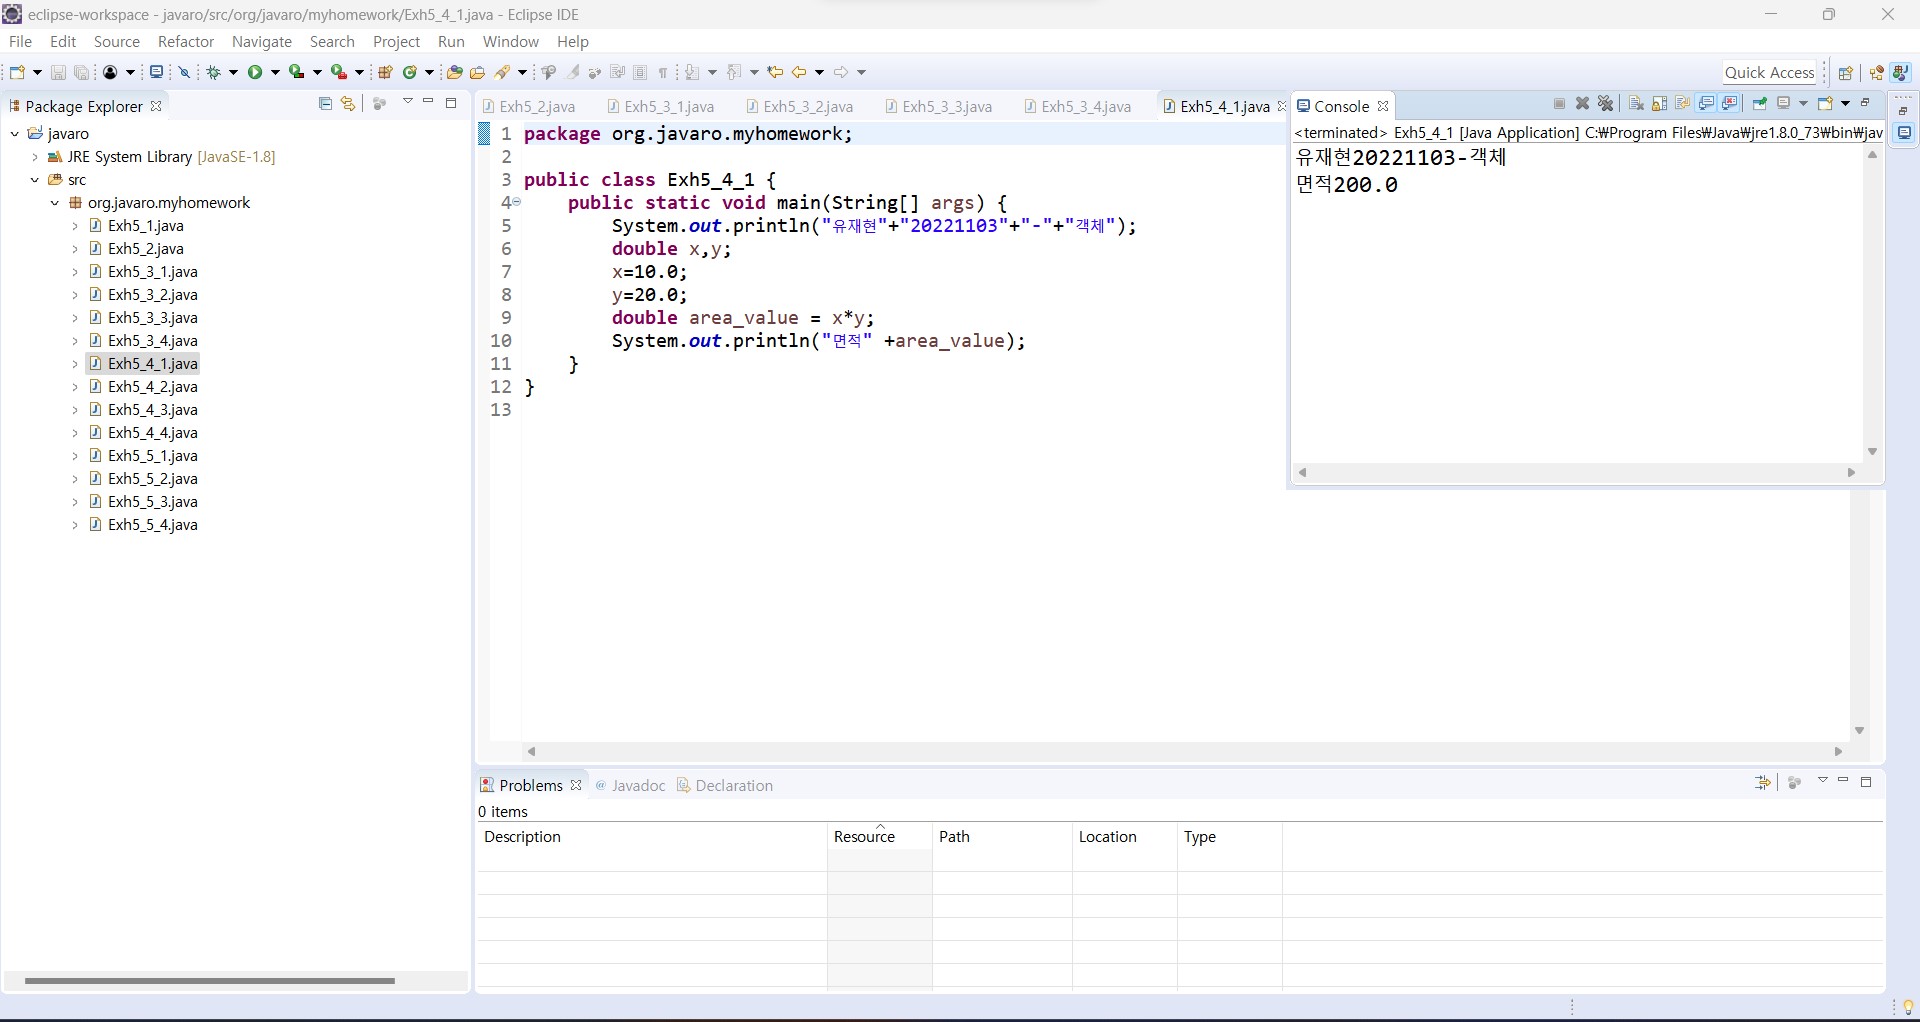 eclipse-workspace - javaro/src/org/javaro/myhomework/Exh5_4_1.java - Eclipse IDE
File Edit Source Refactor Navigate Search Project Run Window Help
Quick Access
Package Explorer
javaro
JRE System Library [JavaSE-1.8]
src
org.javaro.myhomework
Exh5_1.java
Exh5_2.java
Exh5_3_1.java
Exh5_3_2.java
Exh5_3_3.java
Exh5_3_4.java
Exh5_4_1.java
Exh5_4_2.java
Exh5_4_3.java
Exh5_4_4.java
Exh5_5_1.java
Exh5_5_2.java
Exh5_5_3.java
Exh5_5_4.java
Exh5_2.java Exh5_3_1.java Exh5_3_2.java Exh5_3_3.java Exh5_3_4.java Exh5_4_1.java
1 package org.javaro.myhomework;
2
3 public class Exh5_4_1 {
4 public static void main(String[] args) {
5 System.out.println("유재현"+"20221103"+"-"+"객체");
6 double x,y;
7 x=10.0;
8 y=20.0;
9 double area_value = x*y;
10 System.out.println("면적" +area_value);
11 }
12 }
13
Console
<terminated> Exh5_4_1 [Java Application] C:₩Program Files₩Java₩jre1.8.0_73₩bin₩jav
유재현20221103-객체
면적200.0
Problems @ Javadoc Declaration
0 items
Description Resource Path Location Type